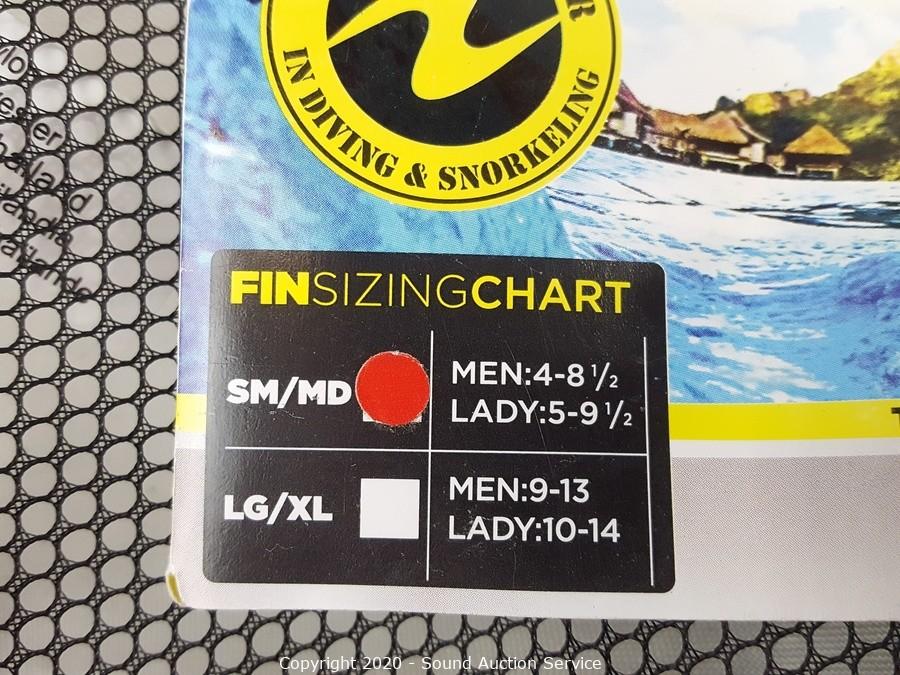 IN DIVING & SNORKELING
FINSIZINGCHART
SM/MD
MEN:4-8 1/2
LADY:5-9 1/2
LG/XL
MEN:9-13
LADY:10-14
Copyright 2020 - Sound Auction Service